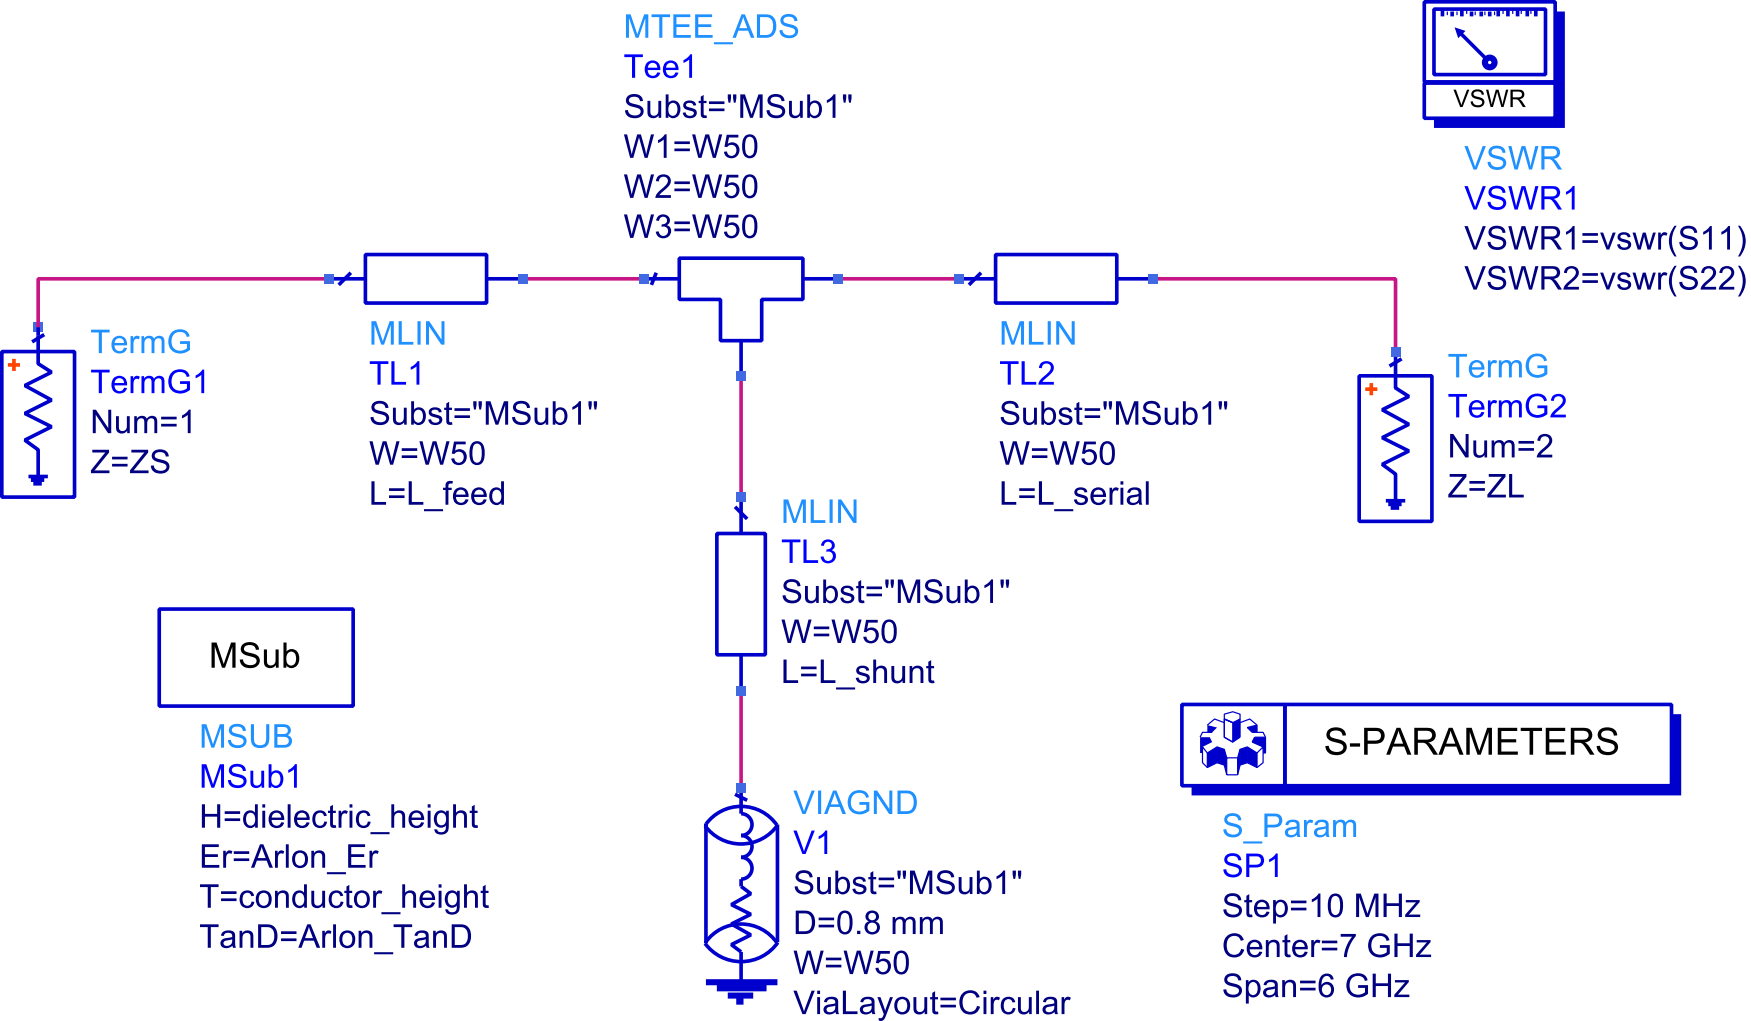 MTEE_ADS
Tee1
Subst="MSub1"
W1=W50
W2=W50
W3=W50
VSWR
VSWR
VSWR1
VSWR1=vswr(S11)
VSWR2=vswr(S22)
TermG
TermG1
Num=1
Z=ZS
MLIN
TL1
Subst="MSub1"
W=W50
L=L_feed
MLIN
TL2
Subst="MSub1"
W=W50
L=L_serial
TermG
TermG2
Num=2
Z=ZL
MLIN
TL3
Subst="MSub1"
W=W50
L=L_shunt
MSub
MSUB
MSub1
H=dielectric_height
Er=Arlon_Er
T=conductor_height
TanD=Arlon_TanD
VIAGND
V1
Subst="MSub1"
D=0.8 mm
W=W50
ViaLayout=Circular
S-PARAMETERS
S_Param
SP1
Step=10 MHz
Center=7 GHz
Span=6 GHz